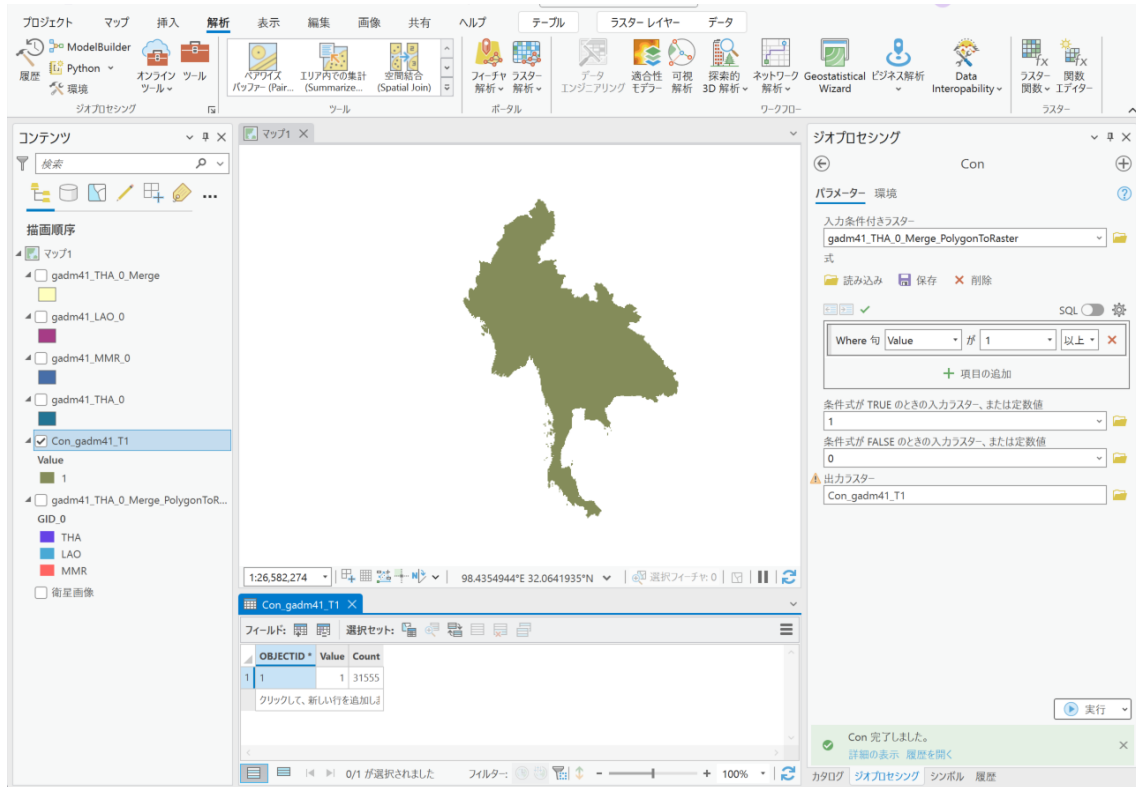 プロジェクト マップ 挿入 解析 表示 編集 画像 共有 ヘルプ テーブル ラスター レイヤー データ
履歴 ModelBuilder Python 環境 オンライン ツール ツール
ペアワイズ バッファー (Pair... エリア内での集計 (Summarize... 空間結合 (Spatial Join)
フィーチャ解析 ラスター解析
データ エンジニアリング 適合性モデラー 可視解析 探索的 3D 解析 ネットワーク解析 Geostatistical Wizard ビジネス解析 Data Interoperability
ラスター関数 関数エディター
ジオプロセシング ツール ポータル ワークフロー ラスター
コンテンツ
検索
描画順序
マップ1
gadm41_THA_0_Merge
gadm41_LAO_0
gadm41_MMR_0
gadm41_THA_0
Con_gadm41_T1
Value
1
gadm41_THA_0_Merge_PolygonToR...
GID_0
THA
LAO
MMR
衛星画像
マップ1
1:26,582,274 98.4354944°E 32.0641935°N 選択フィーチャ: 0
Con_gadm41_T1
フィールド: 選択セット:
OBJECTID * Value Count
1 1 1 31555
クリックして、新しい行を追加しま
0/1 が選択されました フィルター: - + 100%
ジオプロセシング
Con
パラメーター 環境
入力条件付きラスター
gadm41_THA_0_Merge_PolygonToRaster
式
読み込み 保存 削除
SQL
Where 句 Value が 1 以上
項目の追加
条件式が TRUE のときの入力ラスター、または定数値
1
条件式が FALSE のときの入力ラスター、または定数値
0
出力ラスター
Con_gadm41_T1
実行
Con 完了しました。
詳細の表示 履歴を開く
カタログ ジオプロセシング シンボル 履歴